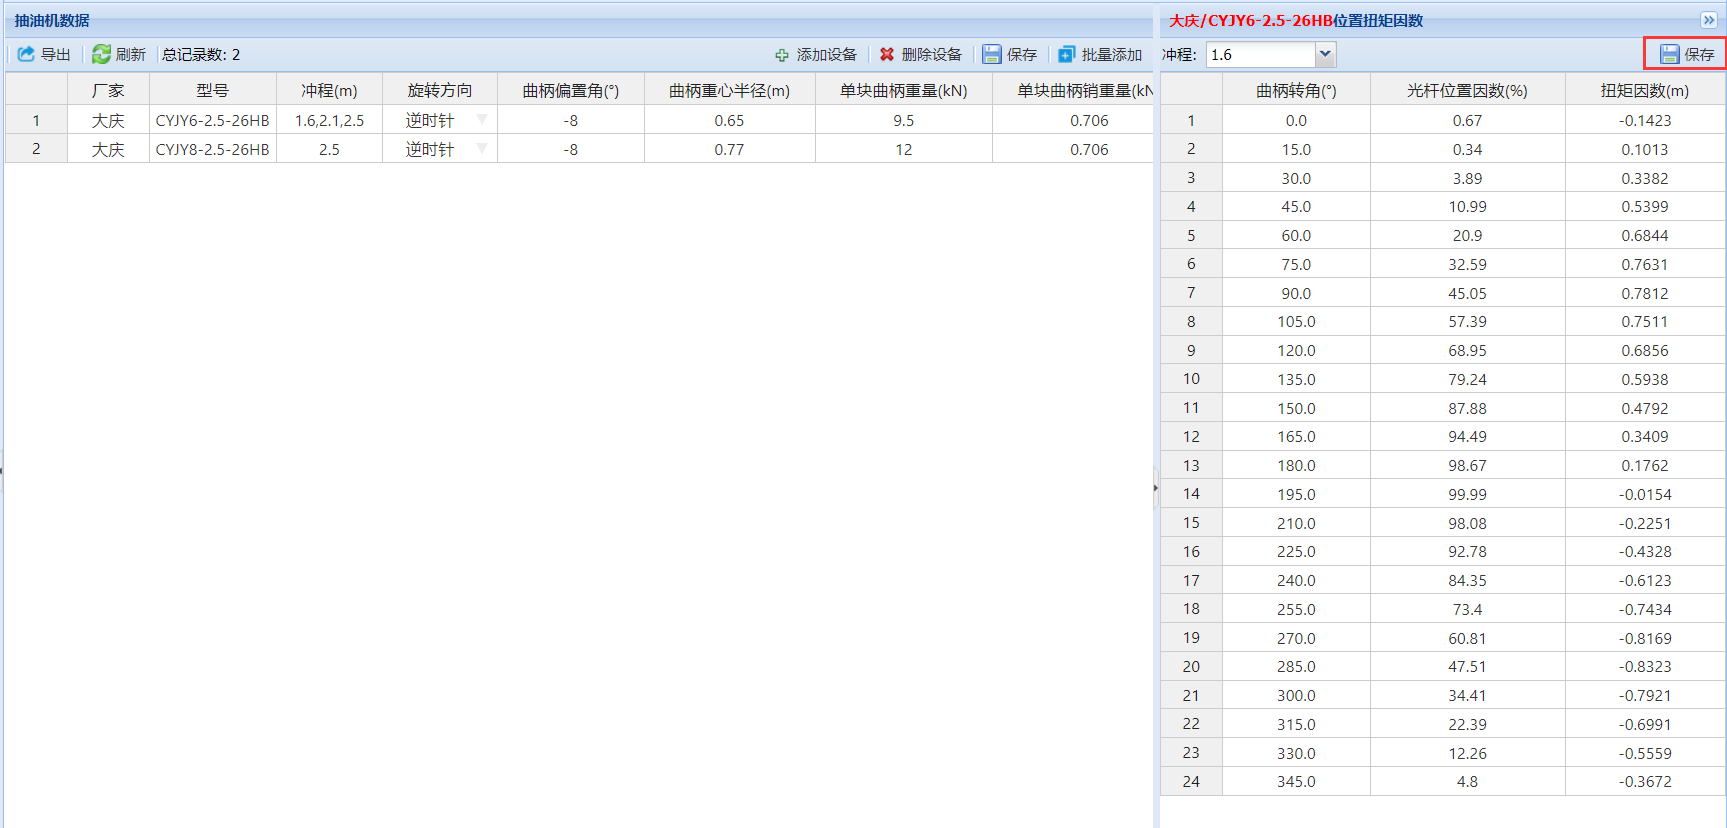 抽油机数据
导出 刷新 总记录数: 2 添加设备 删除设备 保存 批量添加
厂家 型号 冲程(m) 旋转方向 曲柄偏置角(°) 曲柄重心半径(m) 单块曲柄重量(kN) 单块曲柄销重量(kN
1 大庆 CYJY6-2.5-26HB 1.6,2.1,2.5 逆时针 -8 0.65 9.5 0.706
2 大庆 CYJY8-2.5-26HB 2.5 逆时针 -8 0.77 12 0.706
大庆/CYJY6-2.5-26HB位置扭矩因数
冲程: 1.6 保存
曲柄转角(°) 光杆位置因数(%) 扭矩因数(m)
1 0.0 0.67 -0.1423
2 15.0 0.34 0.1013
3 30.0 3.89 0.3382
4 45.0 10.99 0.5399
5 60.0 20.9 0.6844
6 75.0 32.59 0.7631
7 90.0 45.05 0.7812
8 105.0 57.39 0.7511
9 120.0 68.95 0.6856
10 135.0 79.24 0.5938
11 150.0 87.88 0.4792
12 165.0 94.49 0.3409
13 180.0 98.67 0.1762
14 195.0 99.99 -0.0154
15 210.0 98.08 -0.2251
16 225.0 92.78 -0.4328
17 240.0 84.35 -0.6123
18 255.0 73.4 -0.7434
19 270.0 60.81 -0.8169
20 285.0 47.51 -0.8323
21 300.0 34.41 -0.7921
22 315.0 22.39 -0.6991
23 330.0 12.26 -0.5559
24 345.0 4.8 -0.3672